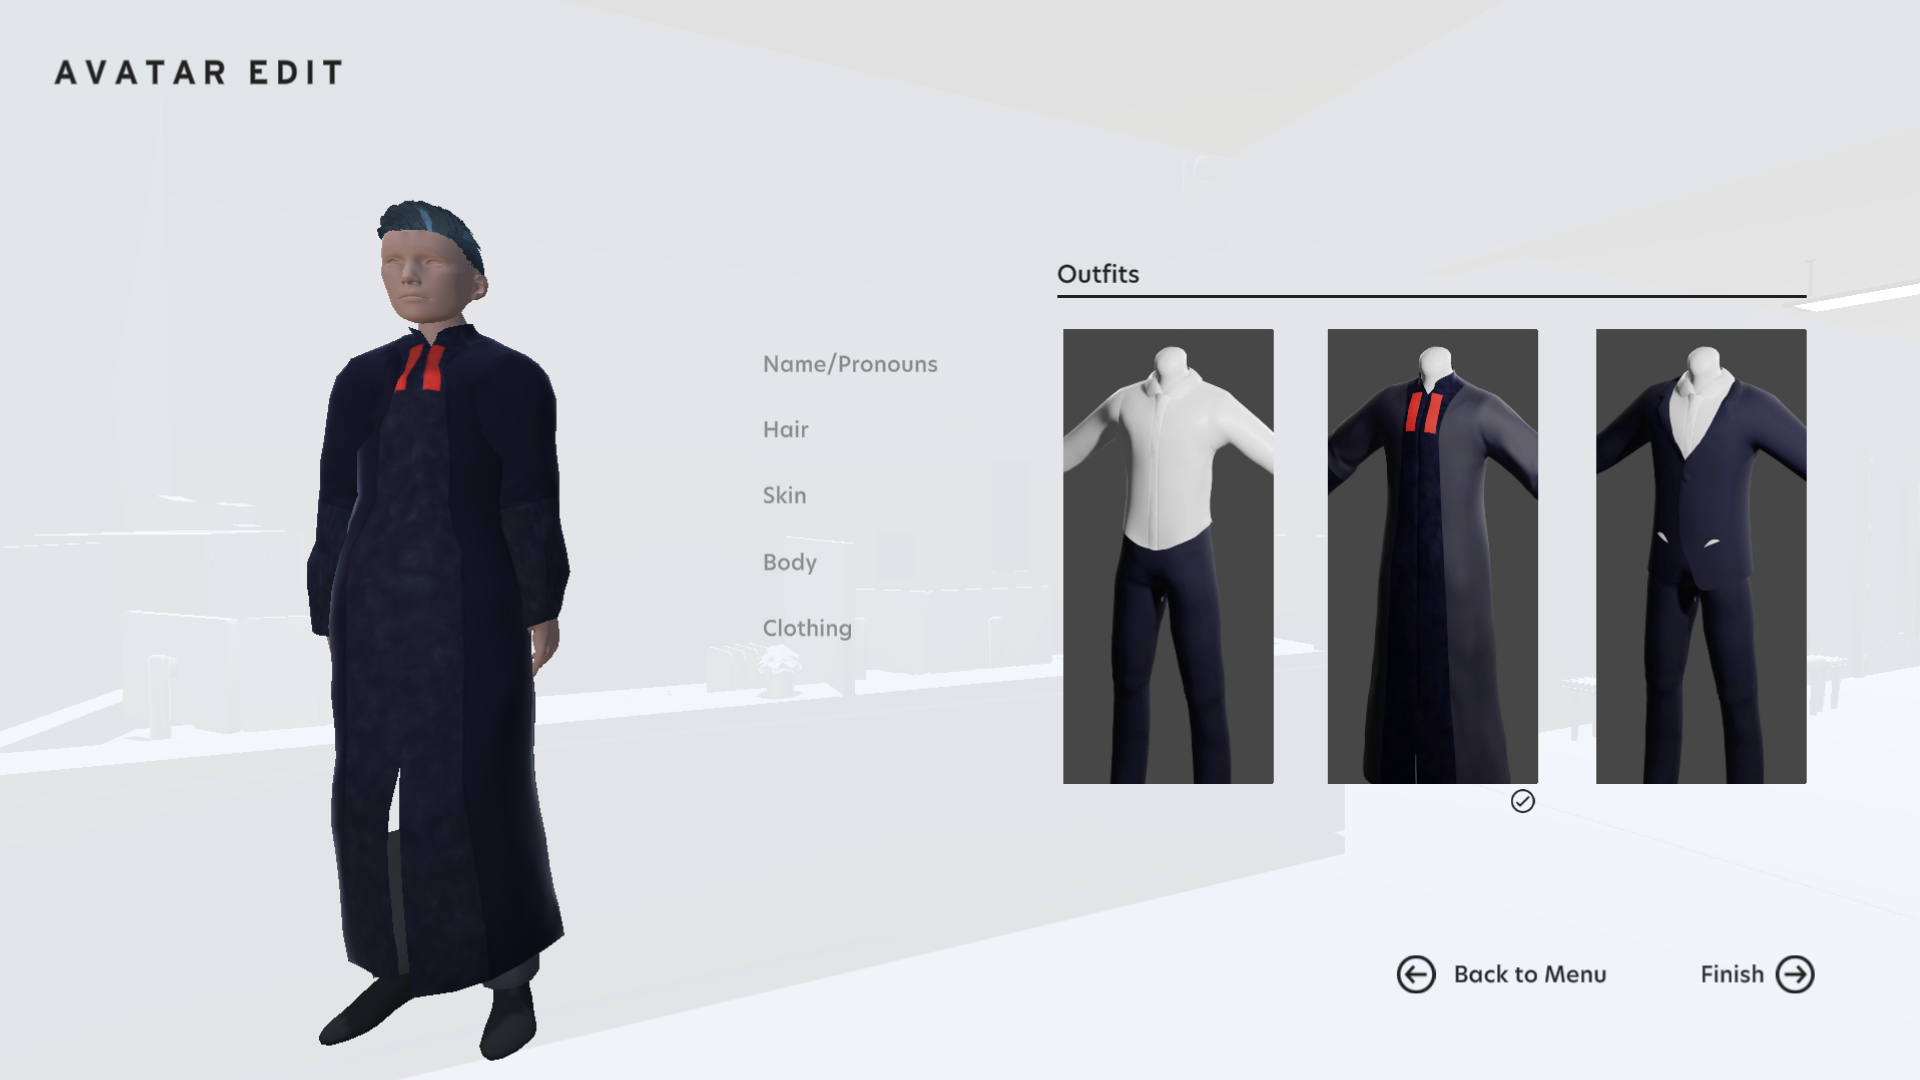 AVATAR EDIT
Outfits
Name/Pronouns
Hair
Skin
Body
Clothing
Back to Menu
Finish